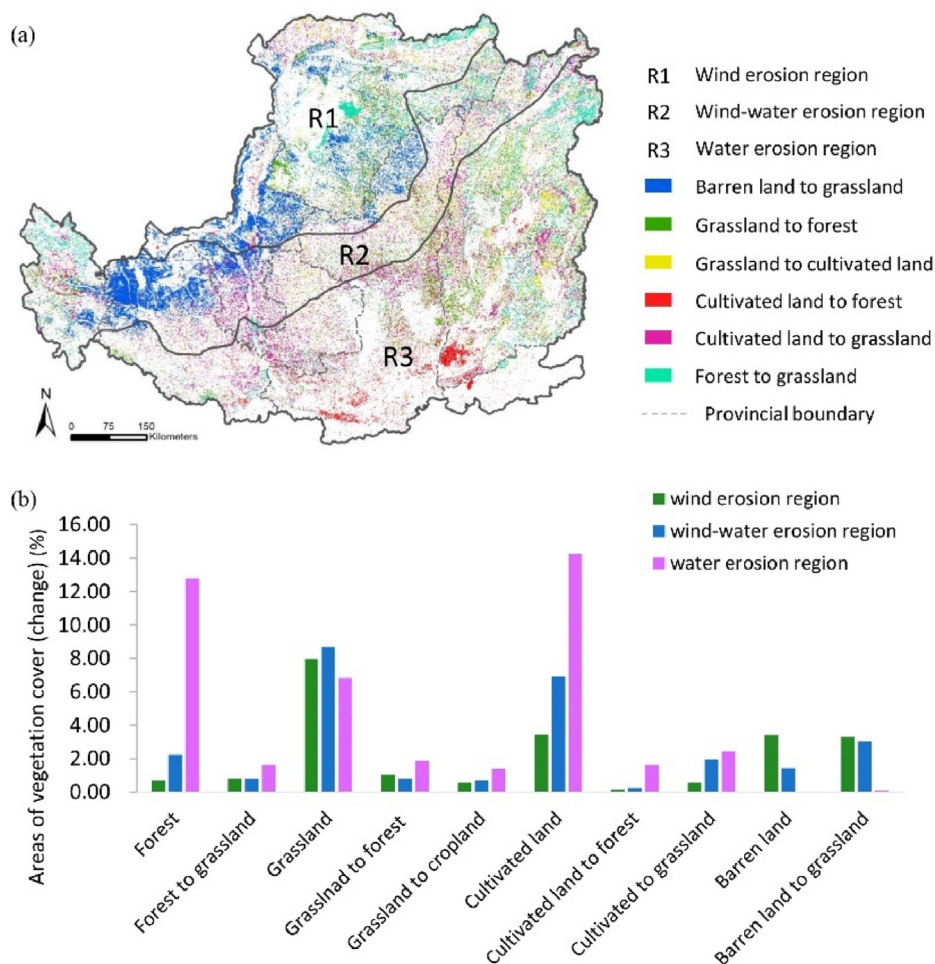 (a)
R1
R2
R3
N
0 75 150
Kilometers
R1 Wind erosion region
R2 Wind-water erosion region
R3 Water erosion region
Barren land to grassland
Grassland to forest
Grassland to cultivated land
Cultivated land to forest
Cultivated land to grassland
Forest to grassland
Provincial boundary
(b)
wind erosion region
wind-water erosion region
water erosion region
Areas of vegetation cover (change) (%)
16.00
14.00
12.00
10.00
8.00
6.00
4.00
2.00
0.00
Forest
Forest to grassland
Grassland
Grasslnad to forest
Grassland to cropland
Cultivated land
Cultivated land to forest
Cultivated to grassland
Barren land
Barren land to grassland